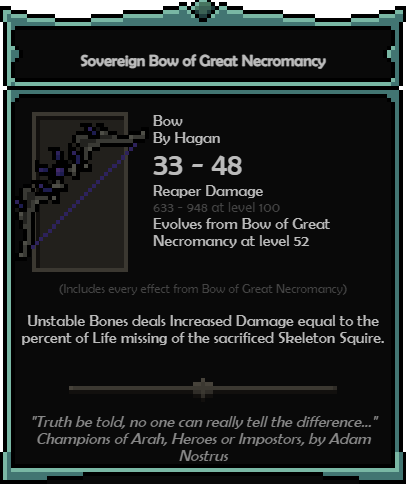 Sovereign Bow of Great Necromancy
Bow
By Hagan
33 - 48
Reaper Damage
633 - 948 at level 100
Evolves from Bow of Great
Necromancy at level 52
(Includes every effect from Bow of Great Necromancy)
Unstable Bones deals Increased Damage equal to the
percent of Life missing of the sacrificed Skeleton Squire.
"Truth be told, no one can really tell the difference..."
Champions of Arah, Heroes or Impostors, by Adam
Nostrus